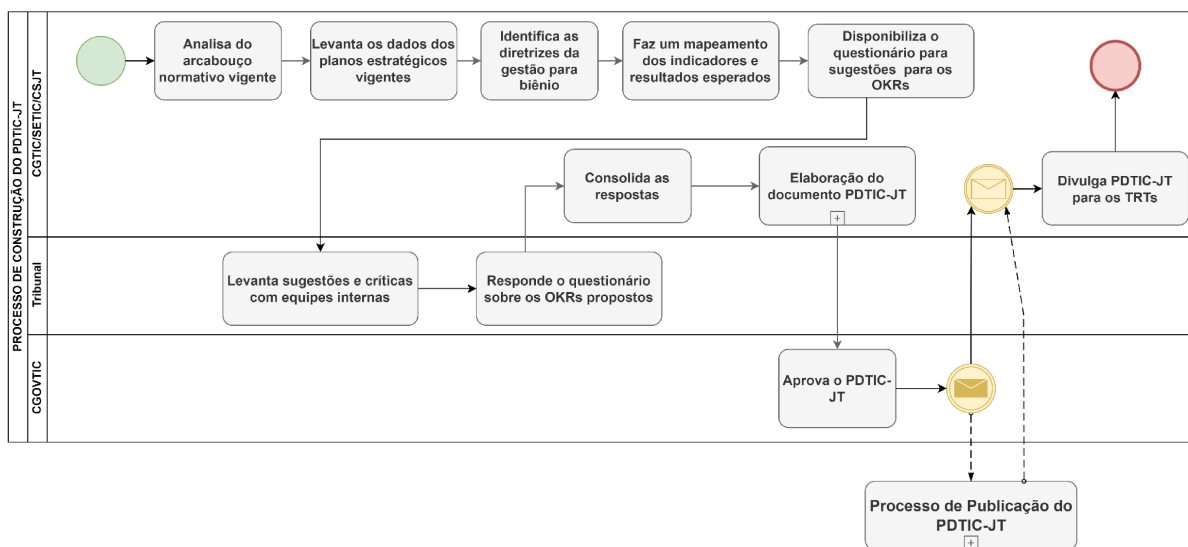 PROCESSO DE CONSTRUÇÃO DO PDTIC-JT
CGTIC/SETIC/CSJT
Analisa do
arcabouço
normativo vigente
Levanta os dados dos
planos estratégicos
vigentes
Identifica as
diretrizes da
gestão para
biênio
Faz um mapeamento
dos indicadores e
resultados esperados
Disponibiliza o
questionário para
sugestões para
os OKRs
Consolida as
respostas
Elaboração do
documento PDTIC-JT
Divulga PDTIC-JT
para os TRTs
Tribunal
Levanta sugestões e críticas
com equipes internas
Responde o questionário
sobre os OKRs propostos
CGOVTIC
Aprova o PDTIC-
JT
Processo de Publicação do
PDTIC-JT